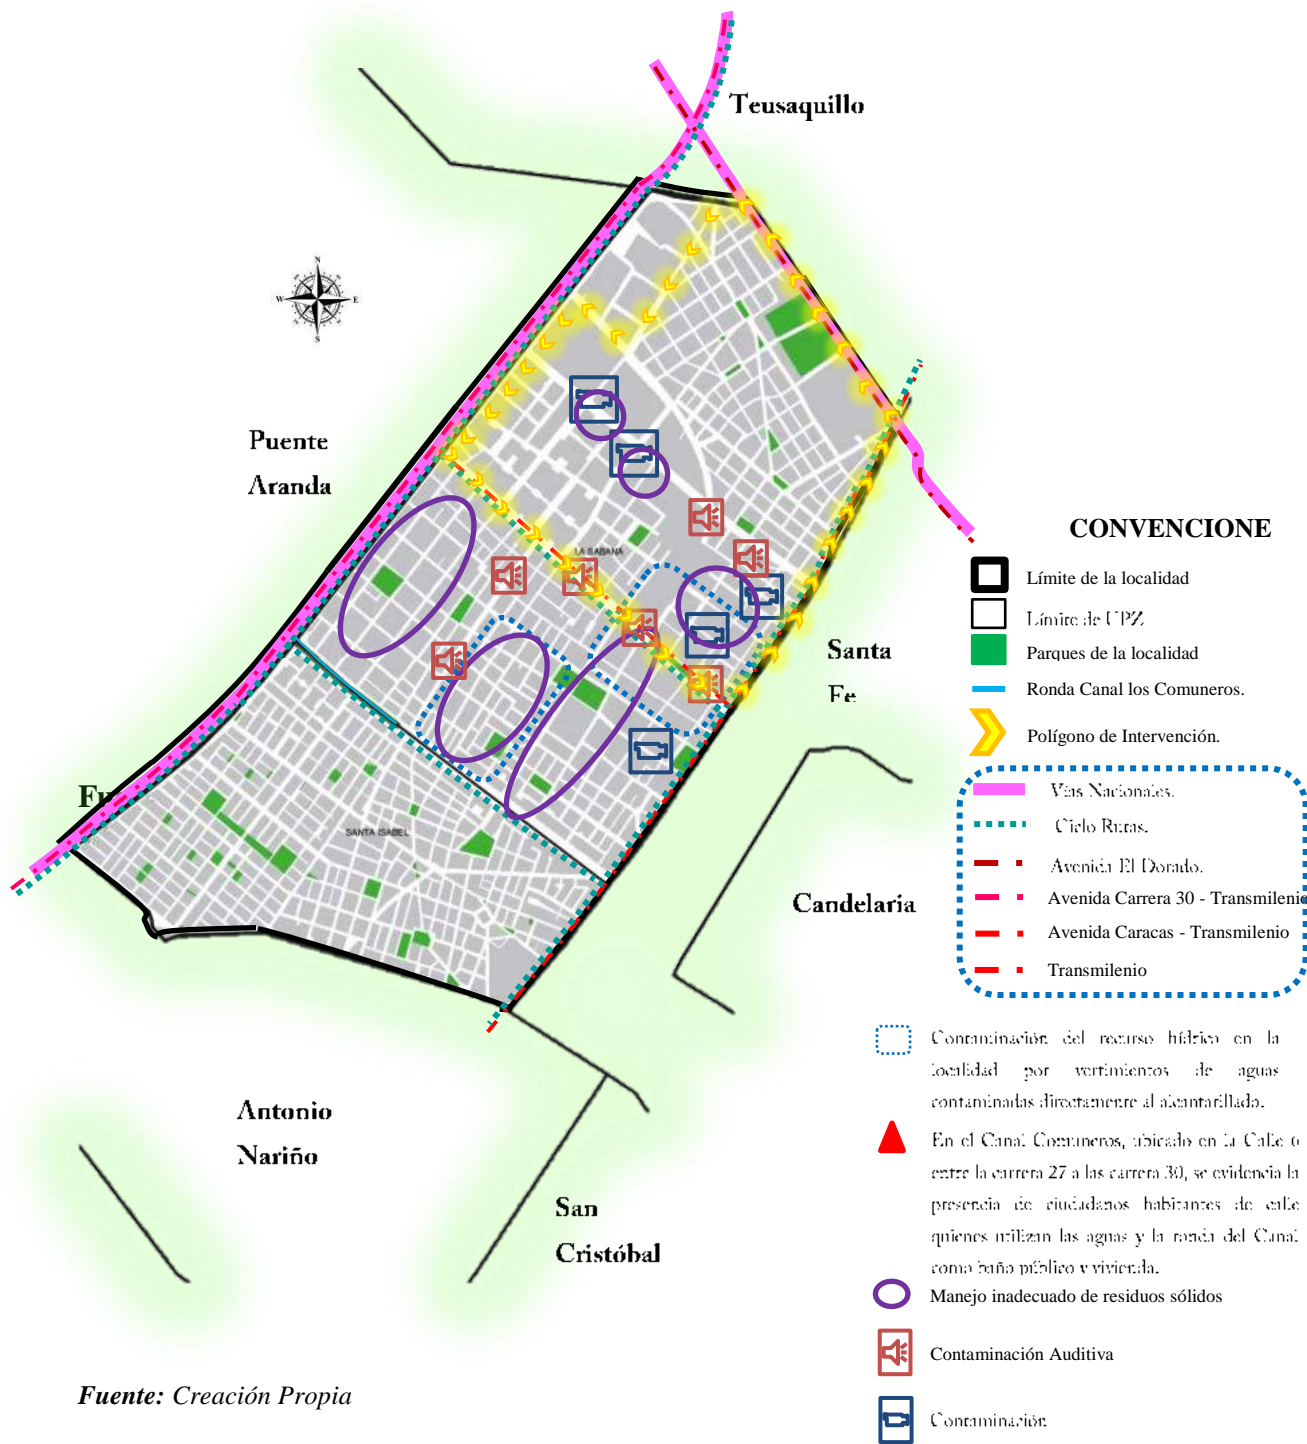 Teusaquillo
N
W E
S
Puente
Aranda
LA SABANA
CONVENCIONE
Límite de la localidad
Límite de UPZ
Parques de la localidad
Santa
Fe
Ronda Canal los Comuneros.
Polígono de Intervención.
Fu
Vías Nacionales.
Ciclo Rutas.
SANTA ISABEL
Avenida El Dorado.
Avenida Carrera 30 - Transmilenio
Candelaria
Avenida Caracas - Transmilenio
Transmilenio
Contaminación del recurso hídrico en la
localidad por vertimientos de aguas
contaminadas directamente al alcantarillado.
Antonio
Nariño
En el Canal Comuneros, ubicado en la Calle 6
entre la carrera 27 a las carrera 30, se evidencia la
presencia de ciudadanos habitantes de calle
quienes utilizan las aguas y la ronda del Canal
como baño público y vivienda.
San
Cristóbal
Manejo inadecuado de residuos sólidos
Contaminación Auditiva
Fuente: Creación Propia
Contaminación